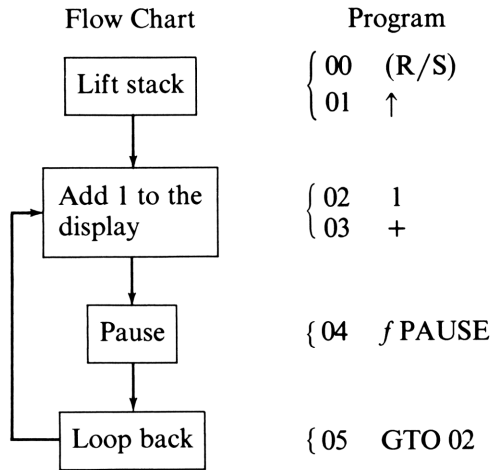 Flow Chart Program
Lift stack { 00 (R/S)
01 ↑
Add 1 to the { 02 1
display 03 +
Pause { 04 f PAUSE
Loop back { 05 GTO 02